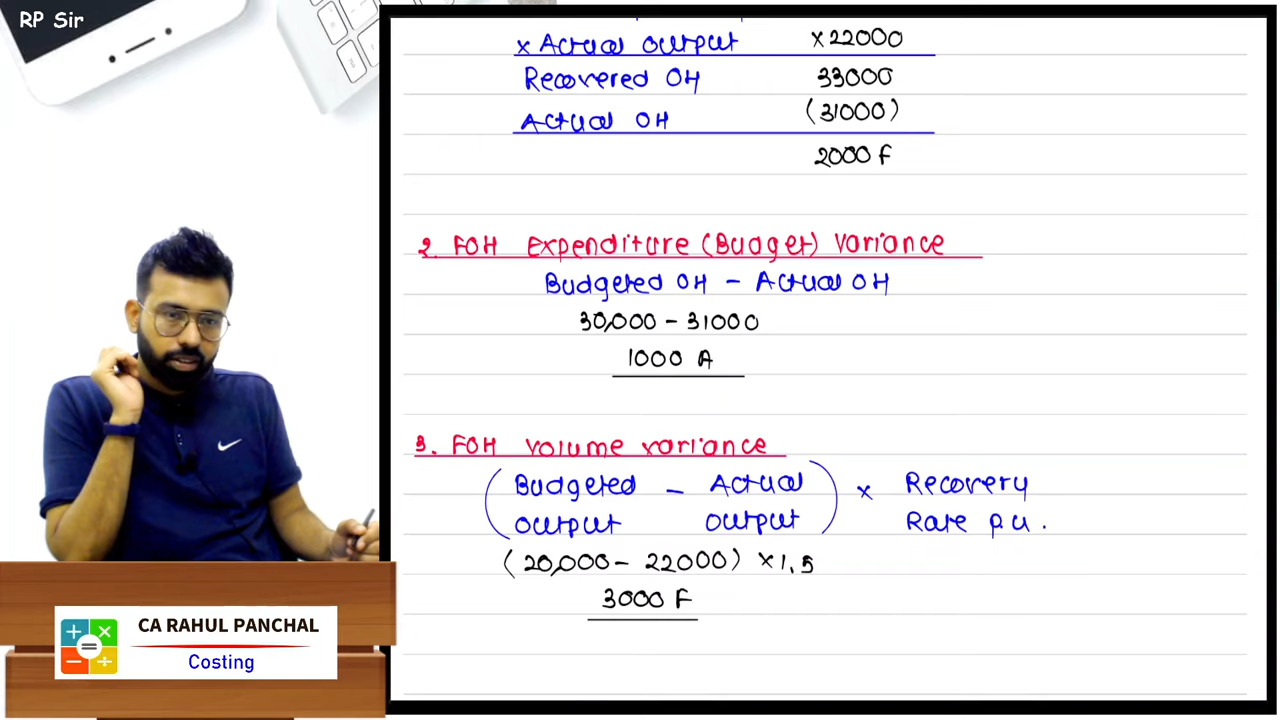 RP Sir
x Actual output x22000
Recovered OH 33000
Actual OH (31000)
2000 F
2. FOH Expenditure (Budget) Variance
Budgeted OH - Actual OH
30,000 - 31000
1000 A
3. FOH Volume variance
(Budgeted - Actual) x Recovery
output output Rate p.u.
(20,000 - 22000) x 1.5
3000 F
CA RAHUL PANCHAL
Costing